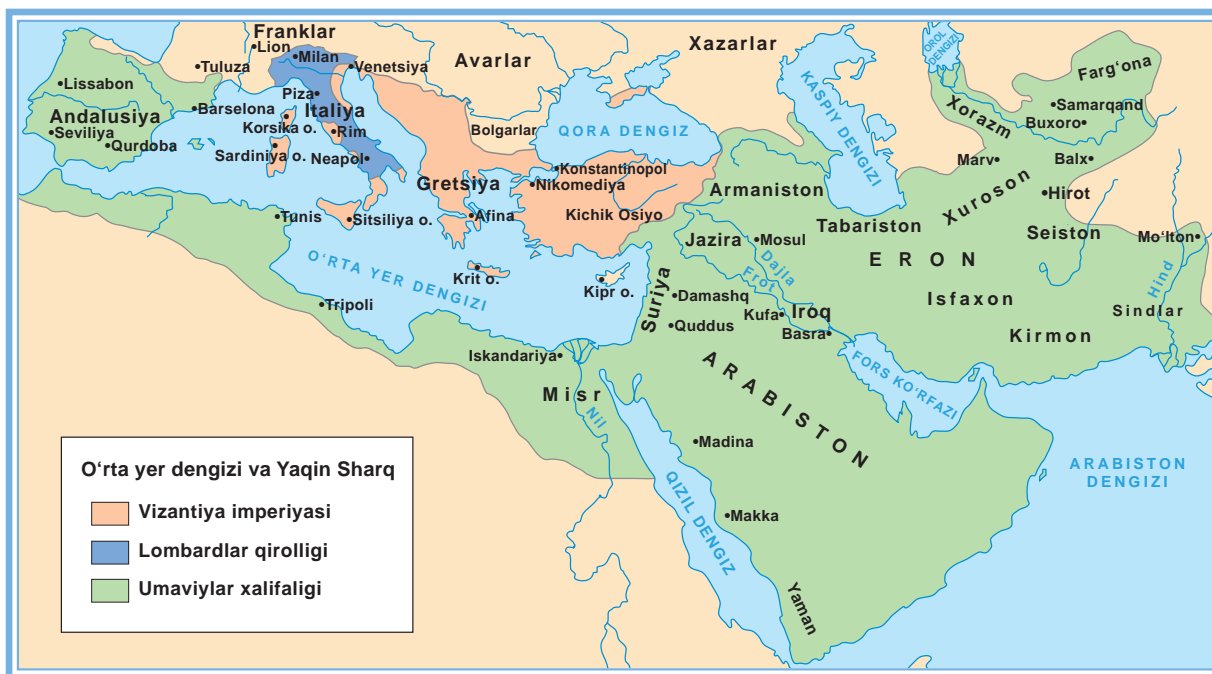 Franklar
Lion
Milan
Tuluza
Venetsiya
Avarlar
Xazarlar
OROL
DENGIZI
Lissabon
Andalusiya
Seviliya
Qurdoba
Barselona
Korsika o.
Sardiniya o.
Piza
Italiya
Rim
Neapol
Bolgarlar
QORA DENGIZ
KASPIY DENGIZI
Farg‘ona
Samarqand
Buxoro
Xorazm
Marv
Balx
Xuroson
Hirot
Konstantinopol
Nikomediya
Gretsiya
Kichik Osiyo
Afina
Armaniston
Tabariston
Seiston
Mo‘lton
Tunis
Sitsiliya o.
Jazira
Mosul
ERON
Dajla
Frot
Hind
O‘RTA YER DENGIZI
Krit o.
Kipr o.
Suriya
Damashq
Quddus
Kufa
Iroq
Basra
Isfaxon
Kirmon
Sindlar
Tripoli
Iskandariya
Misr
Nil
ARABISTON
FORS KO‘RFAZI
Madina
Makka
QIZIL DENGIZ
Yaman
ARABISTON
DENGIZI
O‘rta yer dengizi va Yaqin Sharq
Vizantiya imperiyasi
Lombardlar qirolligi
Umaviylar xalifaligi